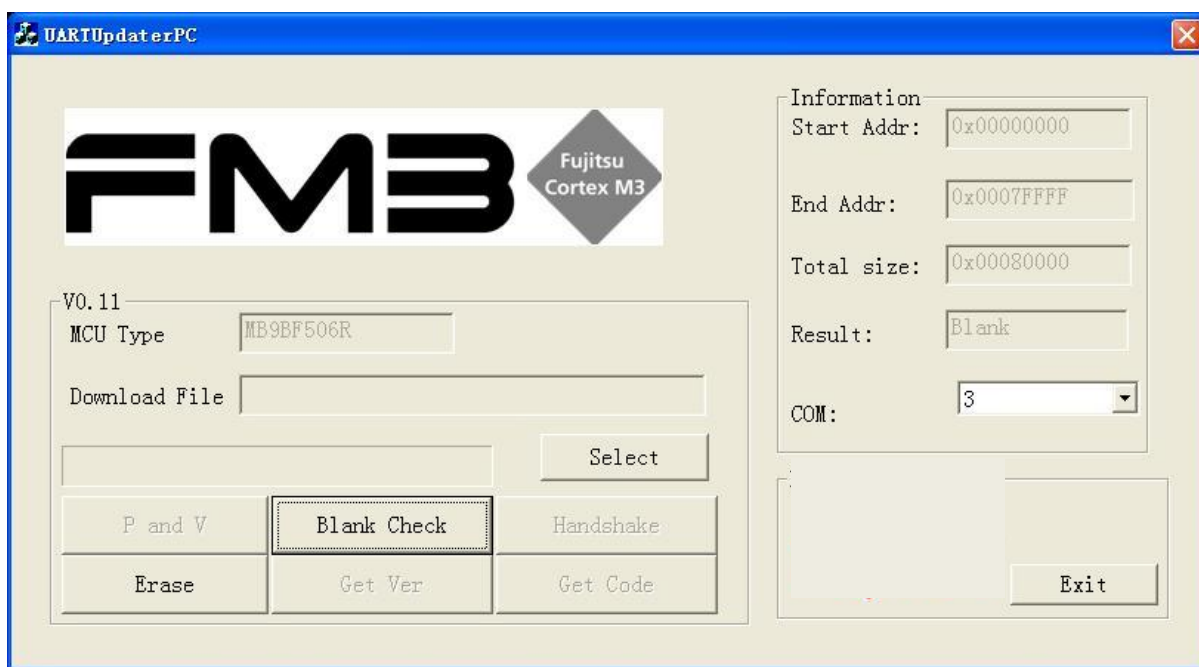 UARTUpdaterPC
FM3
Fujitsu
Cortex M3
Information
Start Addr: 0x00000000
End Addr: 0x0007FFFF
Total size: 0x00080000
Result: Blank
COM: 3
V0.11
MCU Type MB9BF506R
Download File
Select
P and V Blank Check Handshake
Erase Get Ver Get Code
Exit